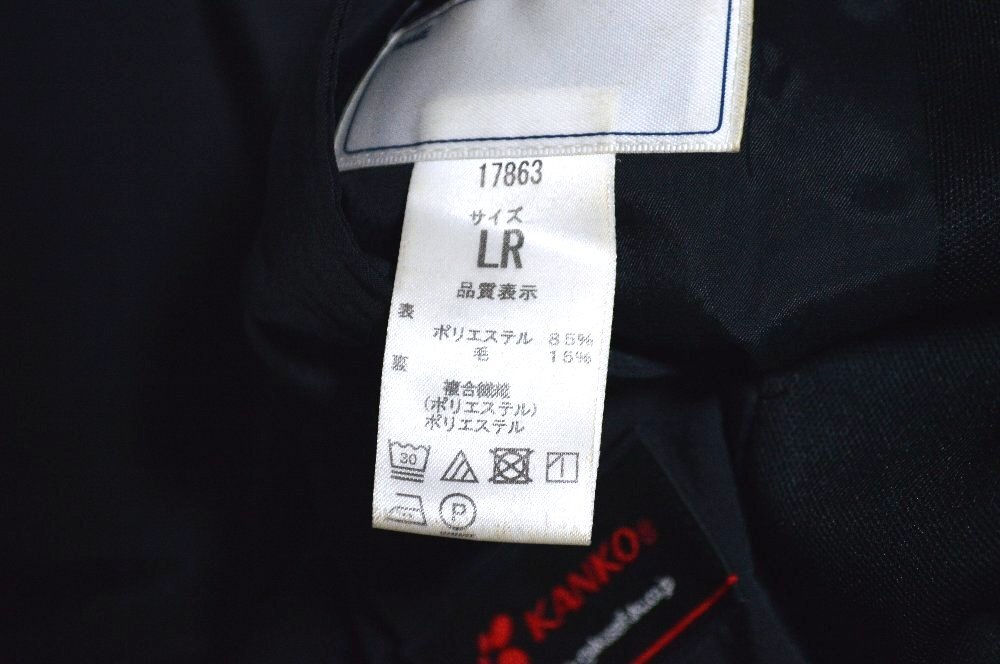 17863
サイズ
LR
品質表示
表
ポリエステル 85%
毛 15%
裏
複合繊維
(ポリエステル)
ポリエステル
30
P
KANKO